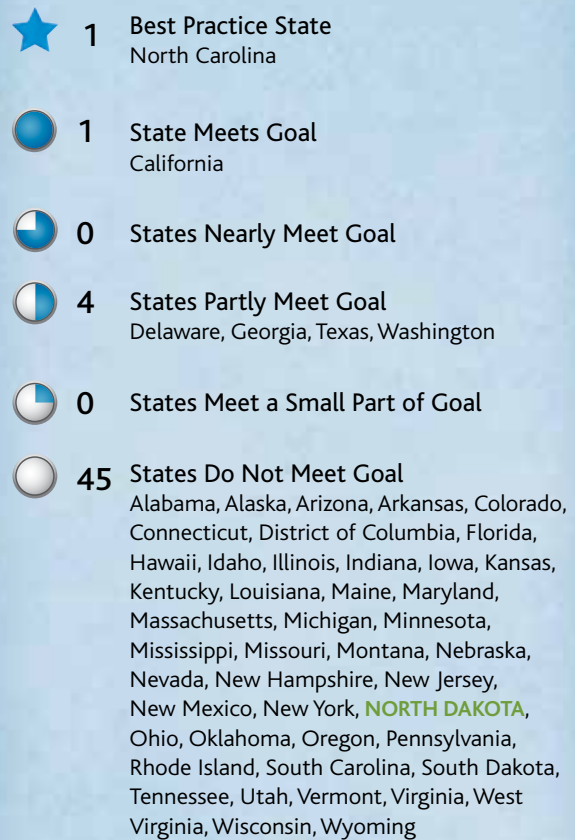 1 Best Practice State
North Carolina
1 State Meets Goal
California
0 States Nearly Meet Goal
4 States Partly Meet Goal
Delaware, Georgia, Texas, Washington
0 States Meet a Small Part of Goal
45 States Do Not Meet Goal
Alabama, Alaska, Arizona, Arkansas, Colorado,
Connecticut, District of Columbia, Florida,
Hawaii, Idaho, Illinois, Indiana, Iowa, Kansas,
Kentucky, Louisiana, Maine, Maryland,
Massachusetts, Michigan, Minnesota,
Mississippi, Missouri, Montana, Nebraska,
Nevada, New Hampshire, New Jersey,
New Mexico, New York, NORTH DAKOTA,
Ohio, Oklahoma, Oregon, Pennsylvania,
Rhode Island, South Carolina, South Dakota,
Tennessee, Utah, Vermont, Virginia, West
Virginia, Wisconsin, Wyoming